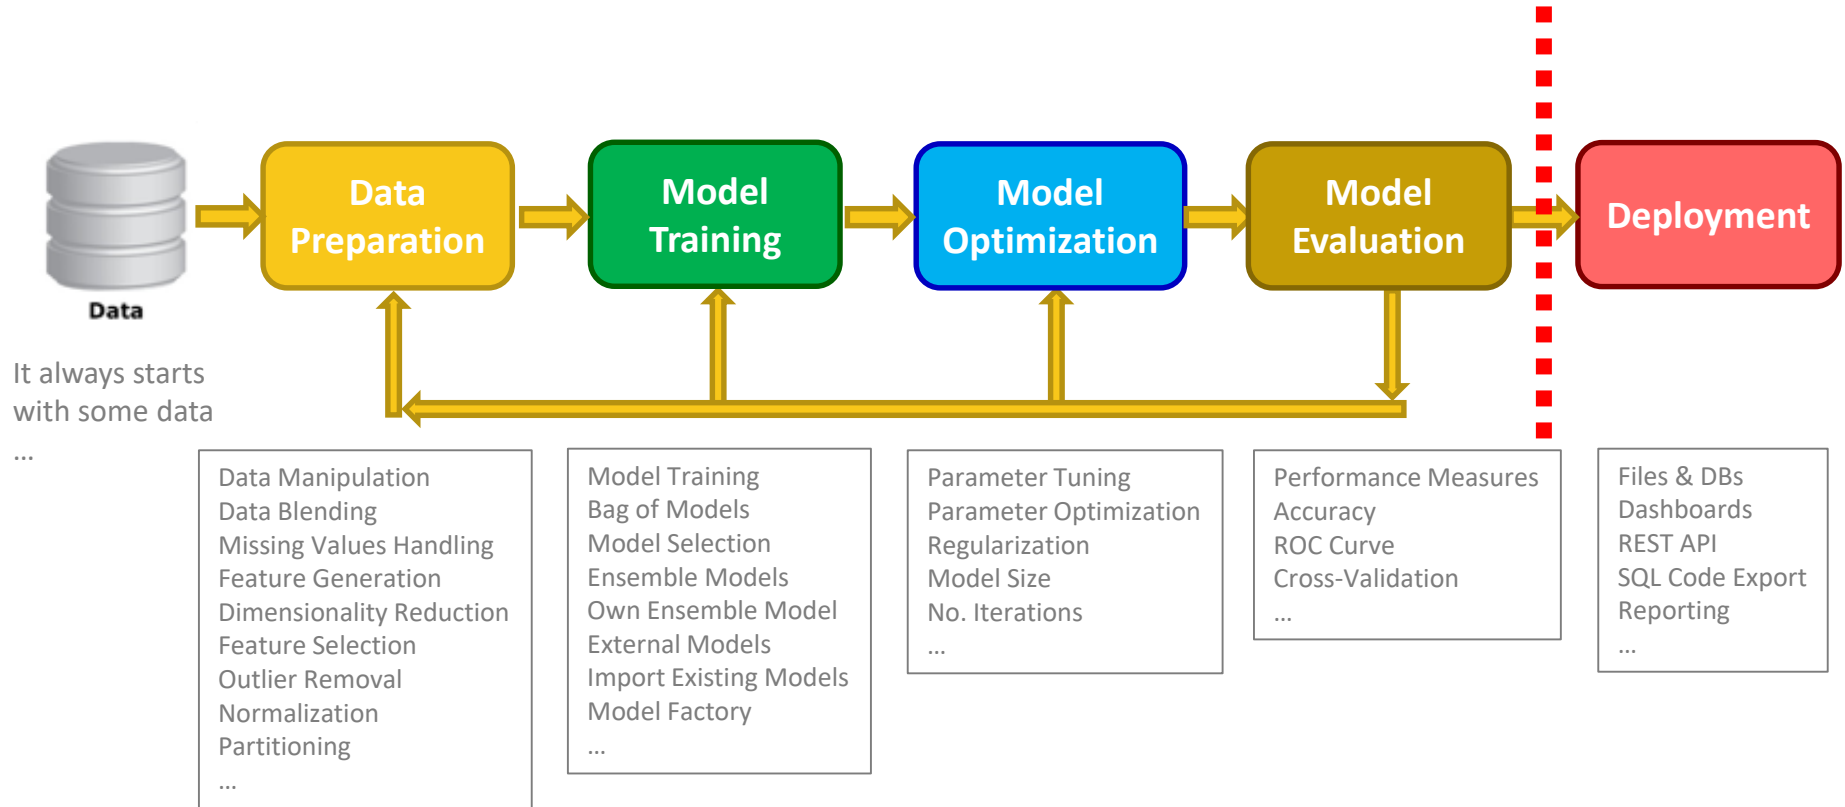 Data
Preparation
Model
Training
Model
Optimization
Model
Evaluation
Deployment
Data
It always starts
with some data
...
Data Manipulation
Data Blending
Missing Values Handling
Feature Generation
Dimensionality Reduction
Feature Selection
Outlier Removal
Normalization
Partitioning
...
Model Training
Bag of Models
Model Selection
Ensemble Models
Own Ensemble Model
External Models
Import Existing Models
Model Factory
...
Parameter Tuning
Parameter Optimization
Regularization
Model Size
No. Iterations
...
Performance Measures
Accuracy
ROC Curve
Cross-Validation
...
Files & DBs
Dashboards
REST API
SQL Code Export
Reporting
...